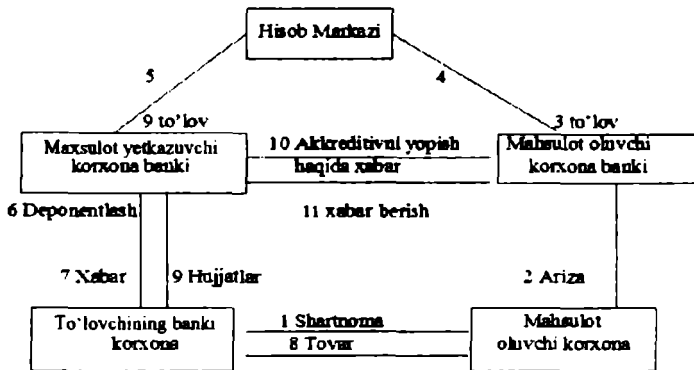 Hisob Markazi
5
4
9 to'lov
3 to'lov
Maxsulot yetkazuvchi
korxona banki
10 Akkreditivni yopish
haqida xabar
Mahsulot oluvchi
korxona banki
6 Deponentlash
11 xabar berish
7 Xabar
9 Hujjatlar
2 Ariza
To'lovchining banki
korxona
1 Shartnoma
8 Tovar
Mahsulot
oluvchi korxona